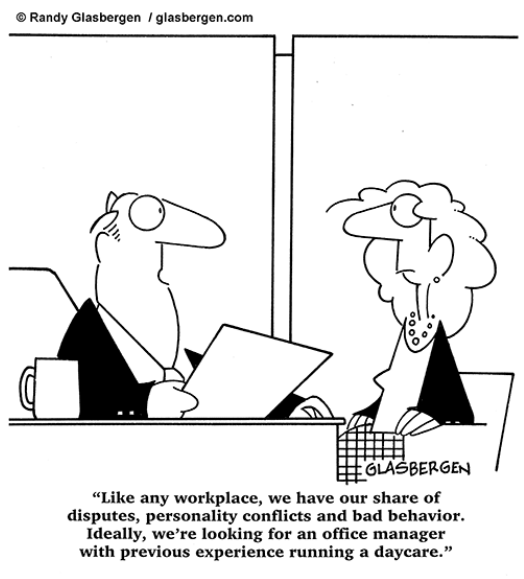 © Randy Glasbergen / glasbergen.com
GLASBERGEN
“Like any workplace, we have our share of
disputes, personality conflicts and bad behavior.
Ideally, we’re looking for an office manager
with previous experience running a daycare.”